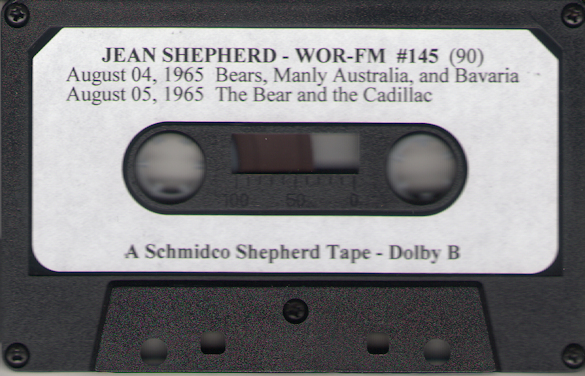 JEAN SHEPHERD - WOR-FM #145 (90)
August 04, 1965 Bears, Manly Australia, and Bavaria
August 05, 1965 The Bear and the Cadillac
100 50 0
A Schmidco Shepherd Tape - Dolby B